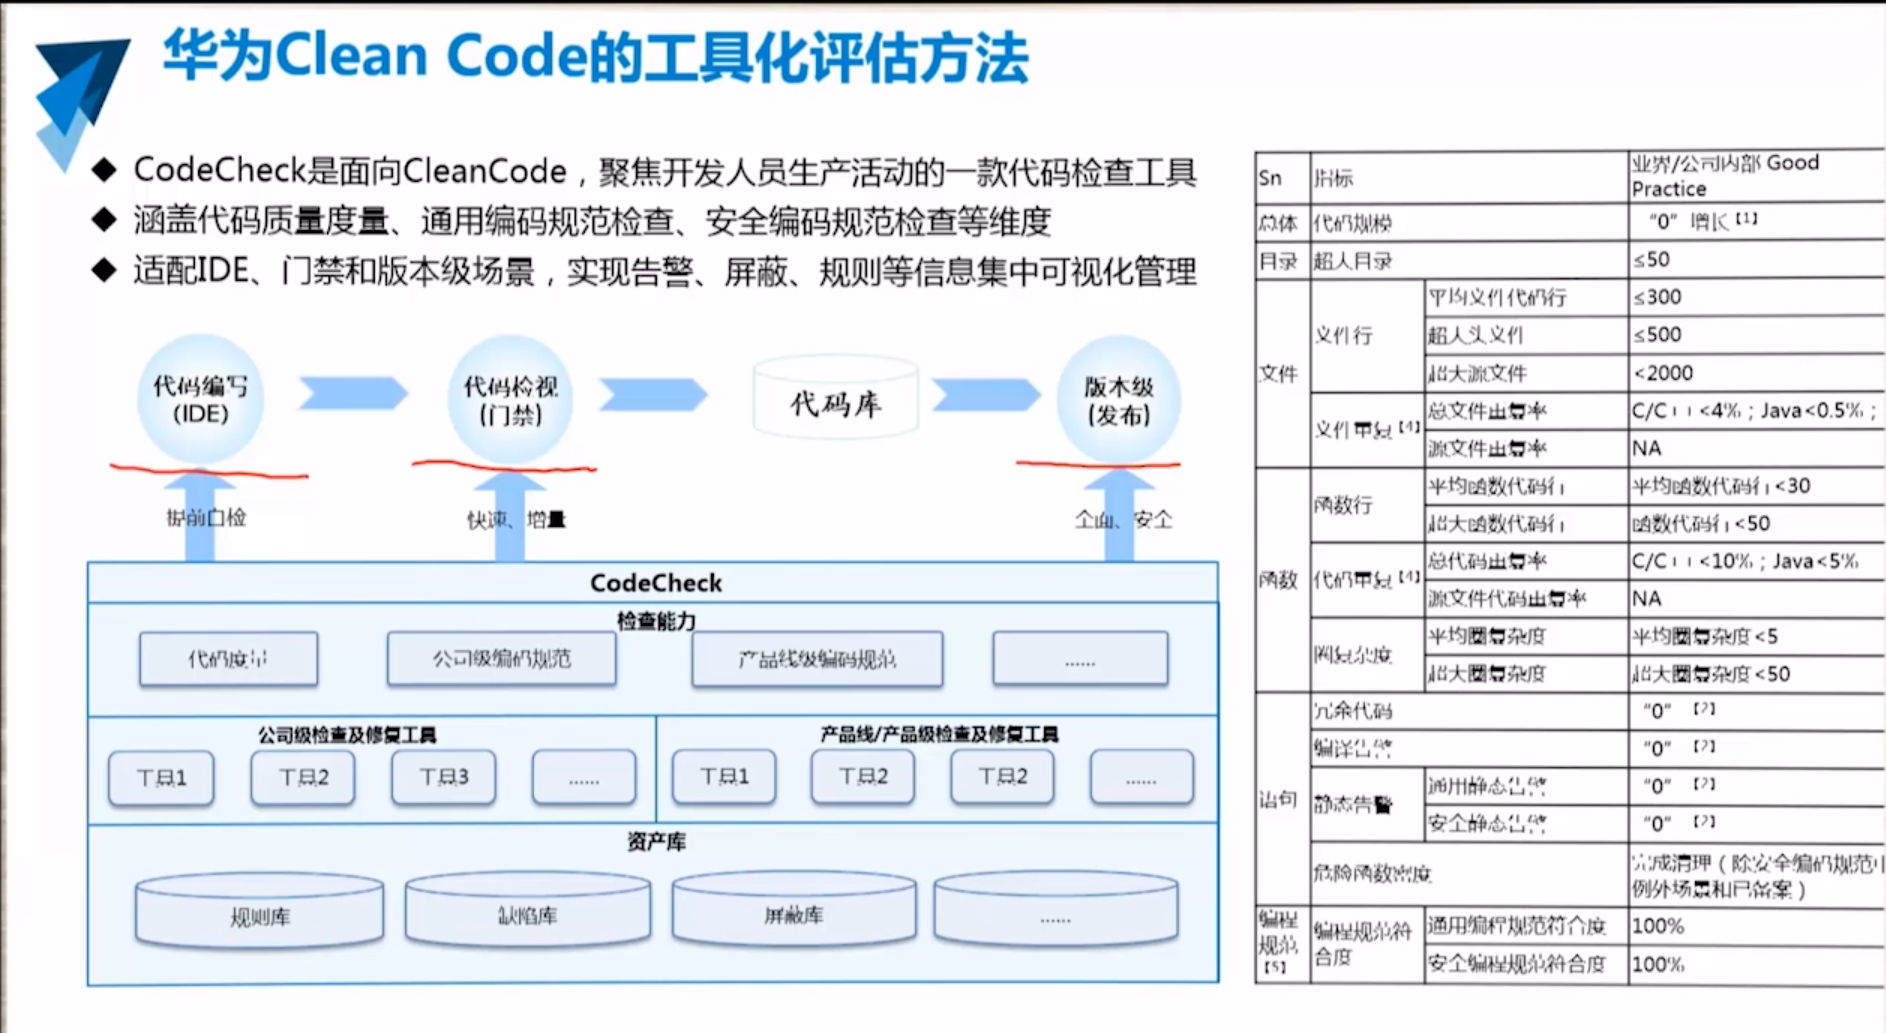 华为Clean Code的工具化评估方法
◆ CodeCheck是面向CleanCode，聚焦开发人员生产活动的一款代码检查工具
◆ 涵盖代码质量度量、通用编码规范检查、安全编码规范检查等维度
◆ 适配IDE、门禁和版本级场景，实现告警、屏蔽、规则等信息集中可视化管理
代码编写
(IDE)
代码检视
(门禁)
代码库
版本级
(发布)
提前自检
快速、增量
全面、安全
CodeCheck
检查能力
代码度量
公司级编码规范
产品线级编码规范
......
公司级检查及修复工具
工具1
工具2
工具3
......
产品线/产品级检查及修复工具
工具1
工具2
工具2
......
资产库
规则库
缺陷库
屏蔽库
......
Sn 指标 业界/公司内部 Good
Practice
总体 代码规模 “0” 增长【1】
目录 超大目录 ≤50
文件 文件行 平均文件代码行 ≤300
超大头文件 ≤500
超大源文件 <2000
文件重复【4】 总文件重复率 C/C++<4%；Java<0.5%；
源文件重复率 NA
函数 函数行 平均函数代码行 平均函数代码行<30
超大函数代码行 函数代码行<50
代码重复【4】 总代码重复率 C/C++<10%；Java<5%
源文件代码重复率 NA
圈复杂度 平均圈复杂度 平均圈复杂度<5
超大圈复杂度 超大圈复杂度<50
语句 冗余代码 “0” 【2】
编译告警 “0” 【2】
静态告警 通用静态告警 “0” 【2】
安全静态告警 “0” 【2】
危险函数密度 完成清理（除安全编码规范中
例外场景和已备案）
编程
规范
【5】
编程规范符
合度
通用编程规范符合度 100%
安全编程规范符合度 100%